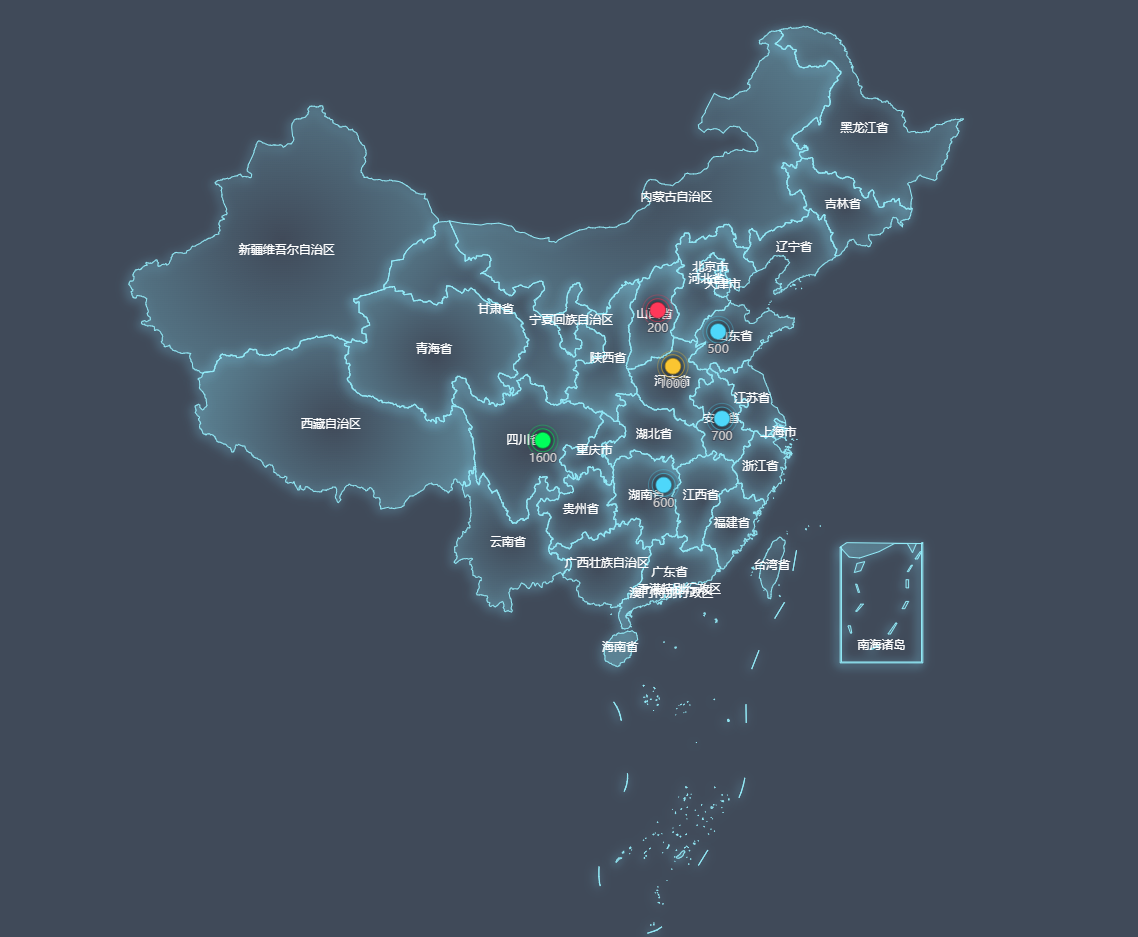 黑龙江省
内蒙古自治区
吉林省
辽宁省
新疆维吾尔自治区
北京市
河北省
天津市
甘肃省
山西省
宁夏回族自治区
200
山东省
青海省
500
陕西省
河南省
1000
江苏省
安徽省
西藏自治区
上海市
湖北省
700
四川省
重庆市
1600
浙江省
湖南省
江西省
600
贵州省
福建省
云南省
广西壮族自治区
台湾省
广东省
香港特别行政区
澳门特别行政区
海南省
南海诸岛